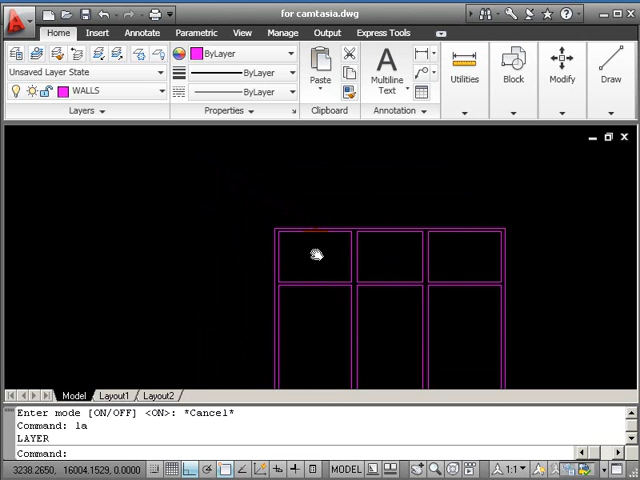 for camtasia.dwg
Home Insert Annotate Parametric View Manage Output Express Tools
Unsaved Layer State
WALLS
Layers
ByLayer
ByLayer
ByLayer
Properties
Paste
Clipboard
A
Multiline
Text
Annotation
Utilities
Block
Modify
Draw
Model Layout1 Layout2
Enter mode [ON/OFF] <ON>: *Cancel*
Command: la
LAYER
Command:
3238.2650, 16004.1529, 0.0000
MODEL
1:1